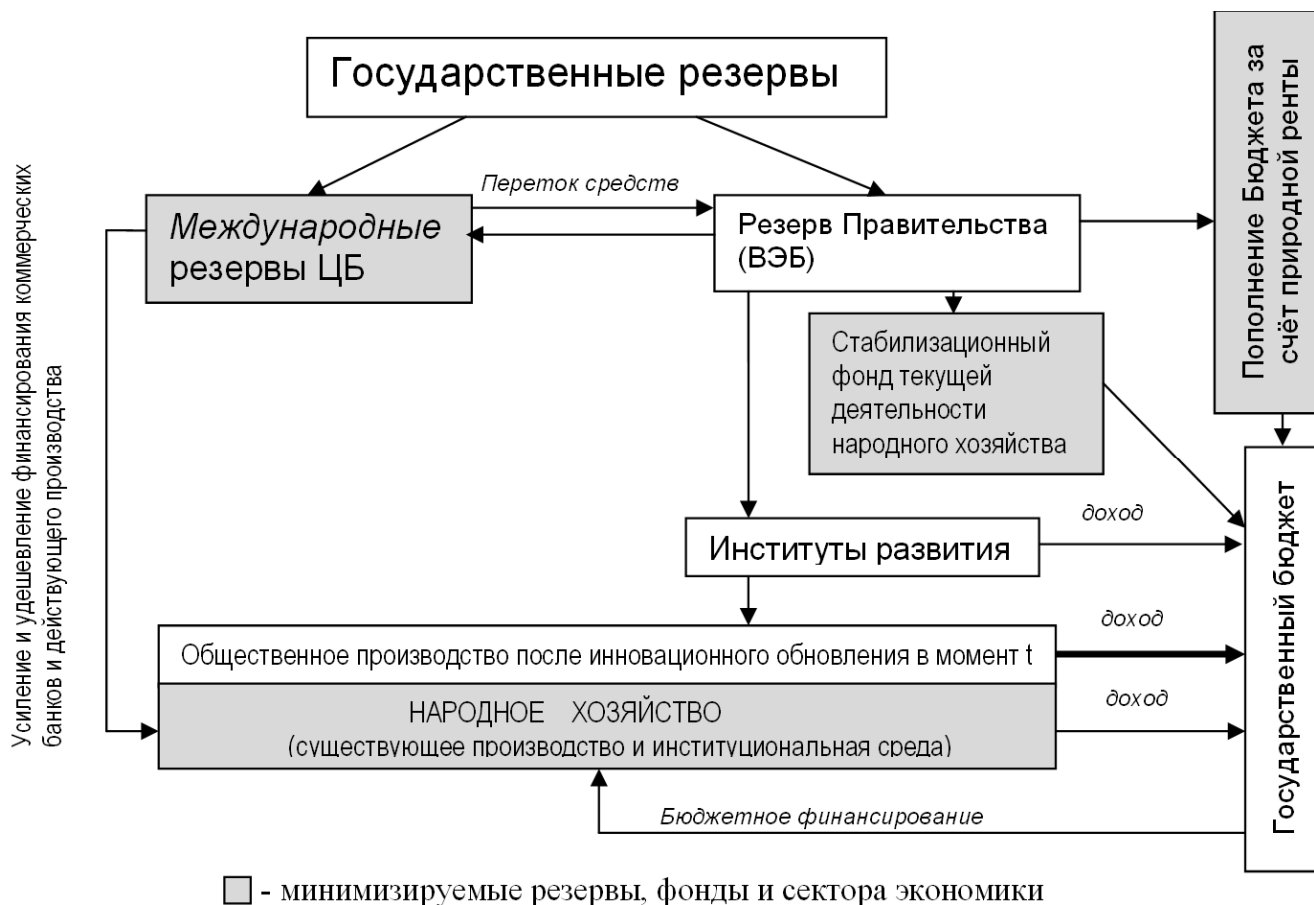 Государственные резервы
Пополнение Бюджета за
счёт природной ренты
Усиление и удешевление финансирования коммерческих
банков и действующего производства
Переток средств
Международные
резервы ЦБ
Резерв Правительства
(ВЭБ)
Стабилизационный
фонд текущей
деятельности
народного хозяйства
Институты развития
доход
Государственный бюджет
Общественное производство после инновационного обновления в момент t
доход
НАРОДНОЕ ХОЗЯЙСТВО
(существующее производство и институциональная среда)
доход
Бюджетное финансирование
- минимизируемые резервы, фонды и сектора экономики